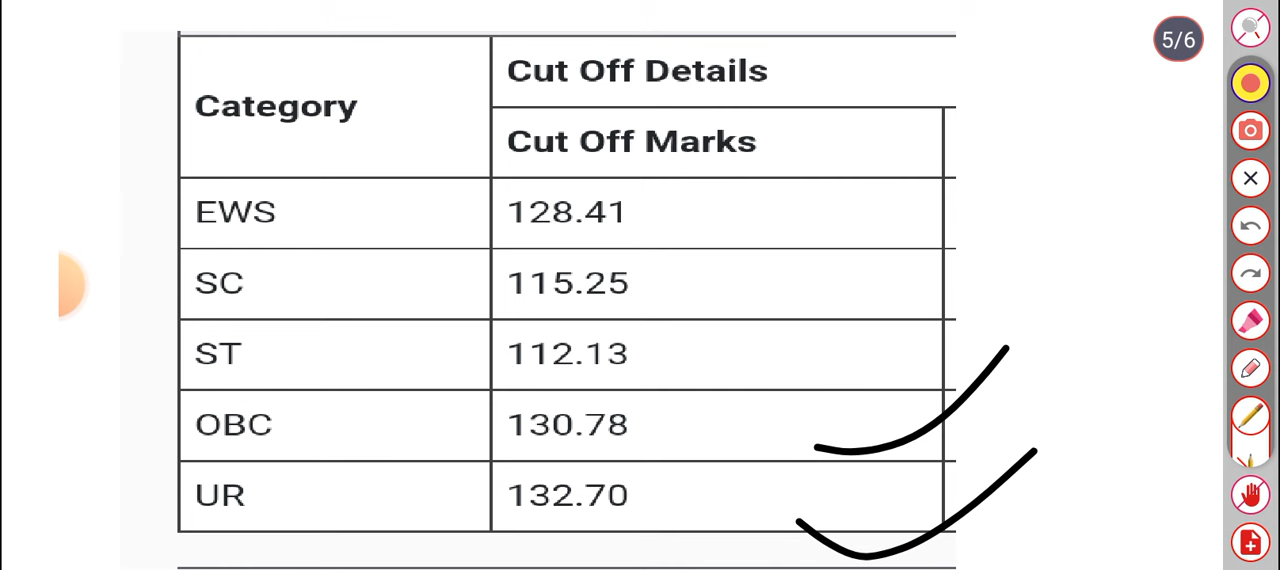 5/6
Category
Cut Off Details
Cut Off Marks
EWS 128.41
SC 115.25
ST 112.13
OBC 130.78
UR 132.70